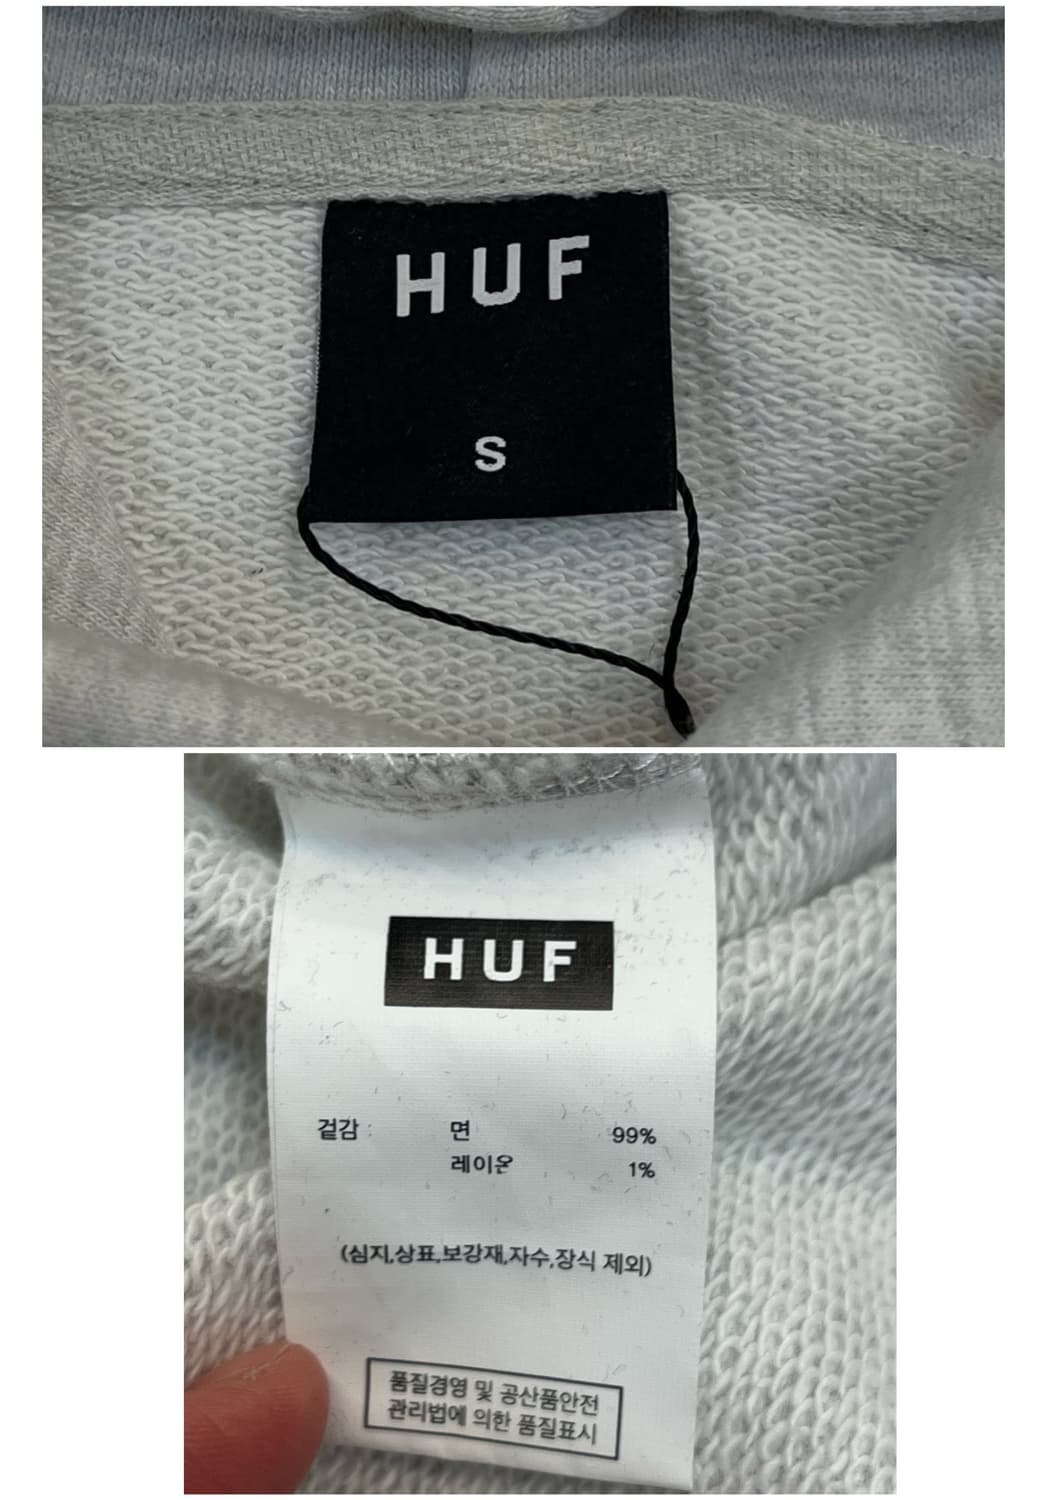 HUF
S
HUF
겉감 면 99%
레이온 1%
(심지,상표,보강재,자수,장식 제외)
품질경영 및 공산품안전
관리법에 의한 품질표시